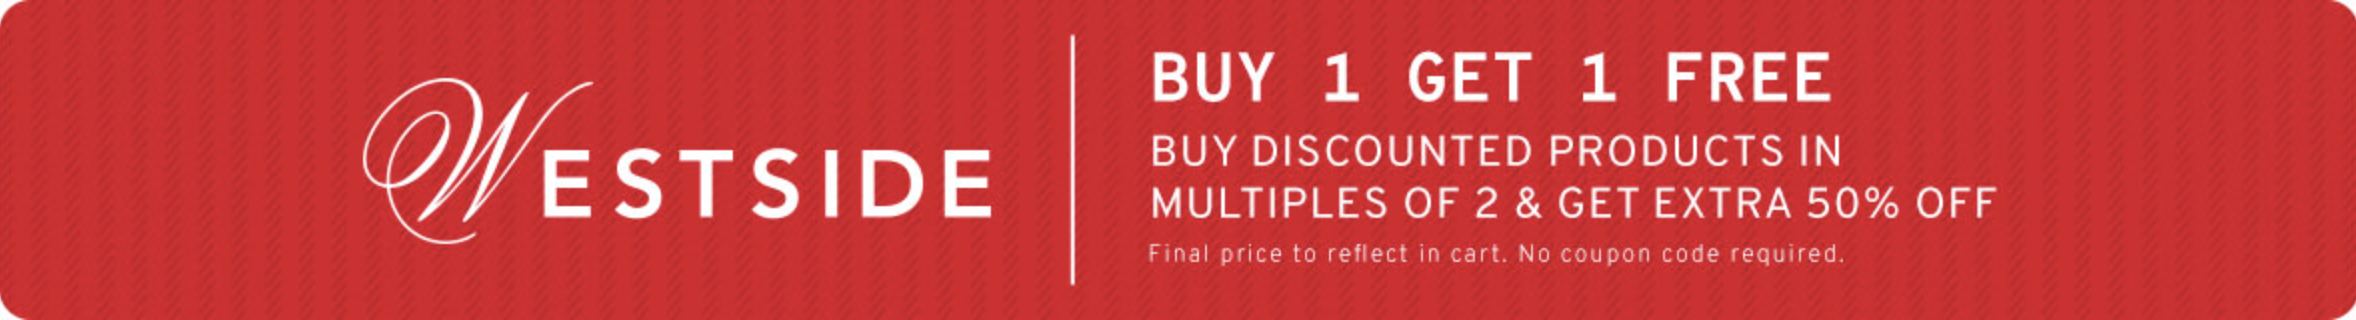 WESTSIDE
BUY 1 GET 1 FREE
BUY DISCOUNTED PRODUCTS IN
MULTIPLES OF 2 & GET EXTRA 50% OFF
Final price to reflect in cart. No coupon code required.